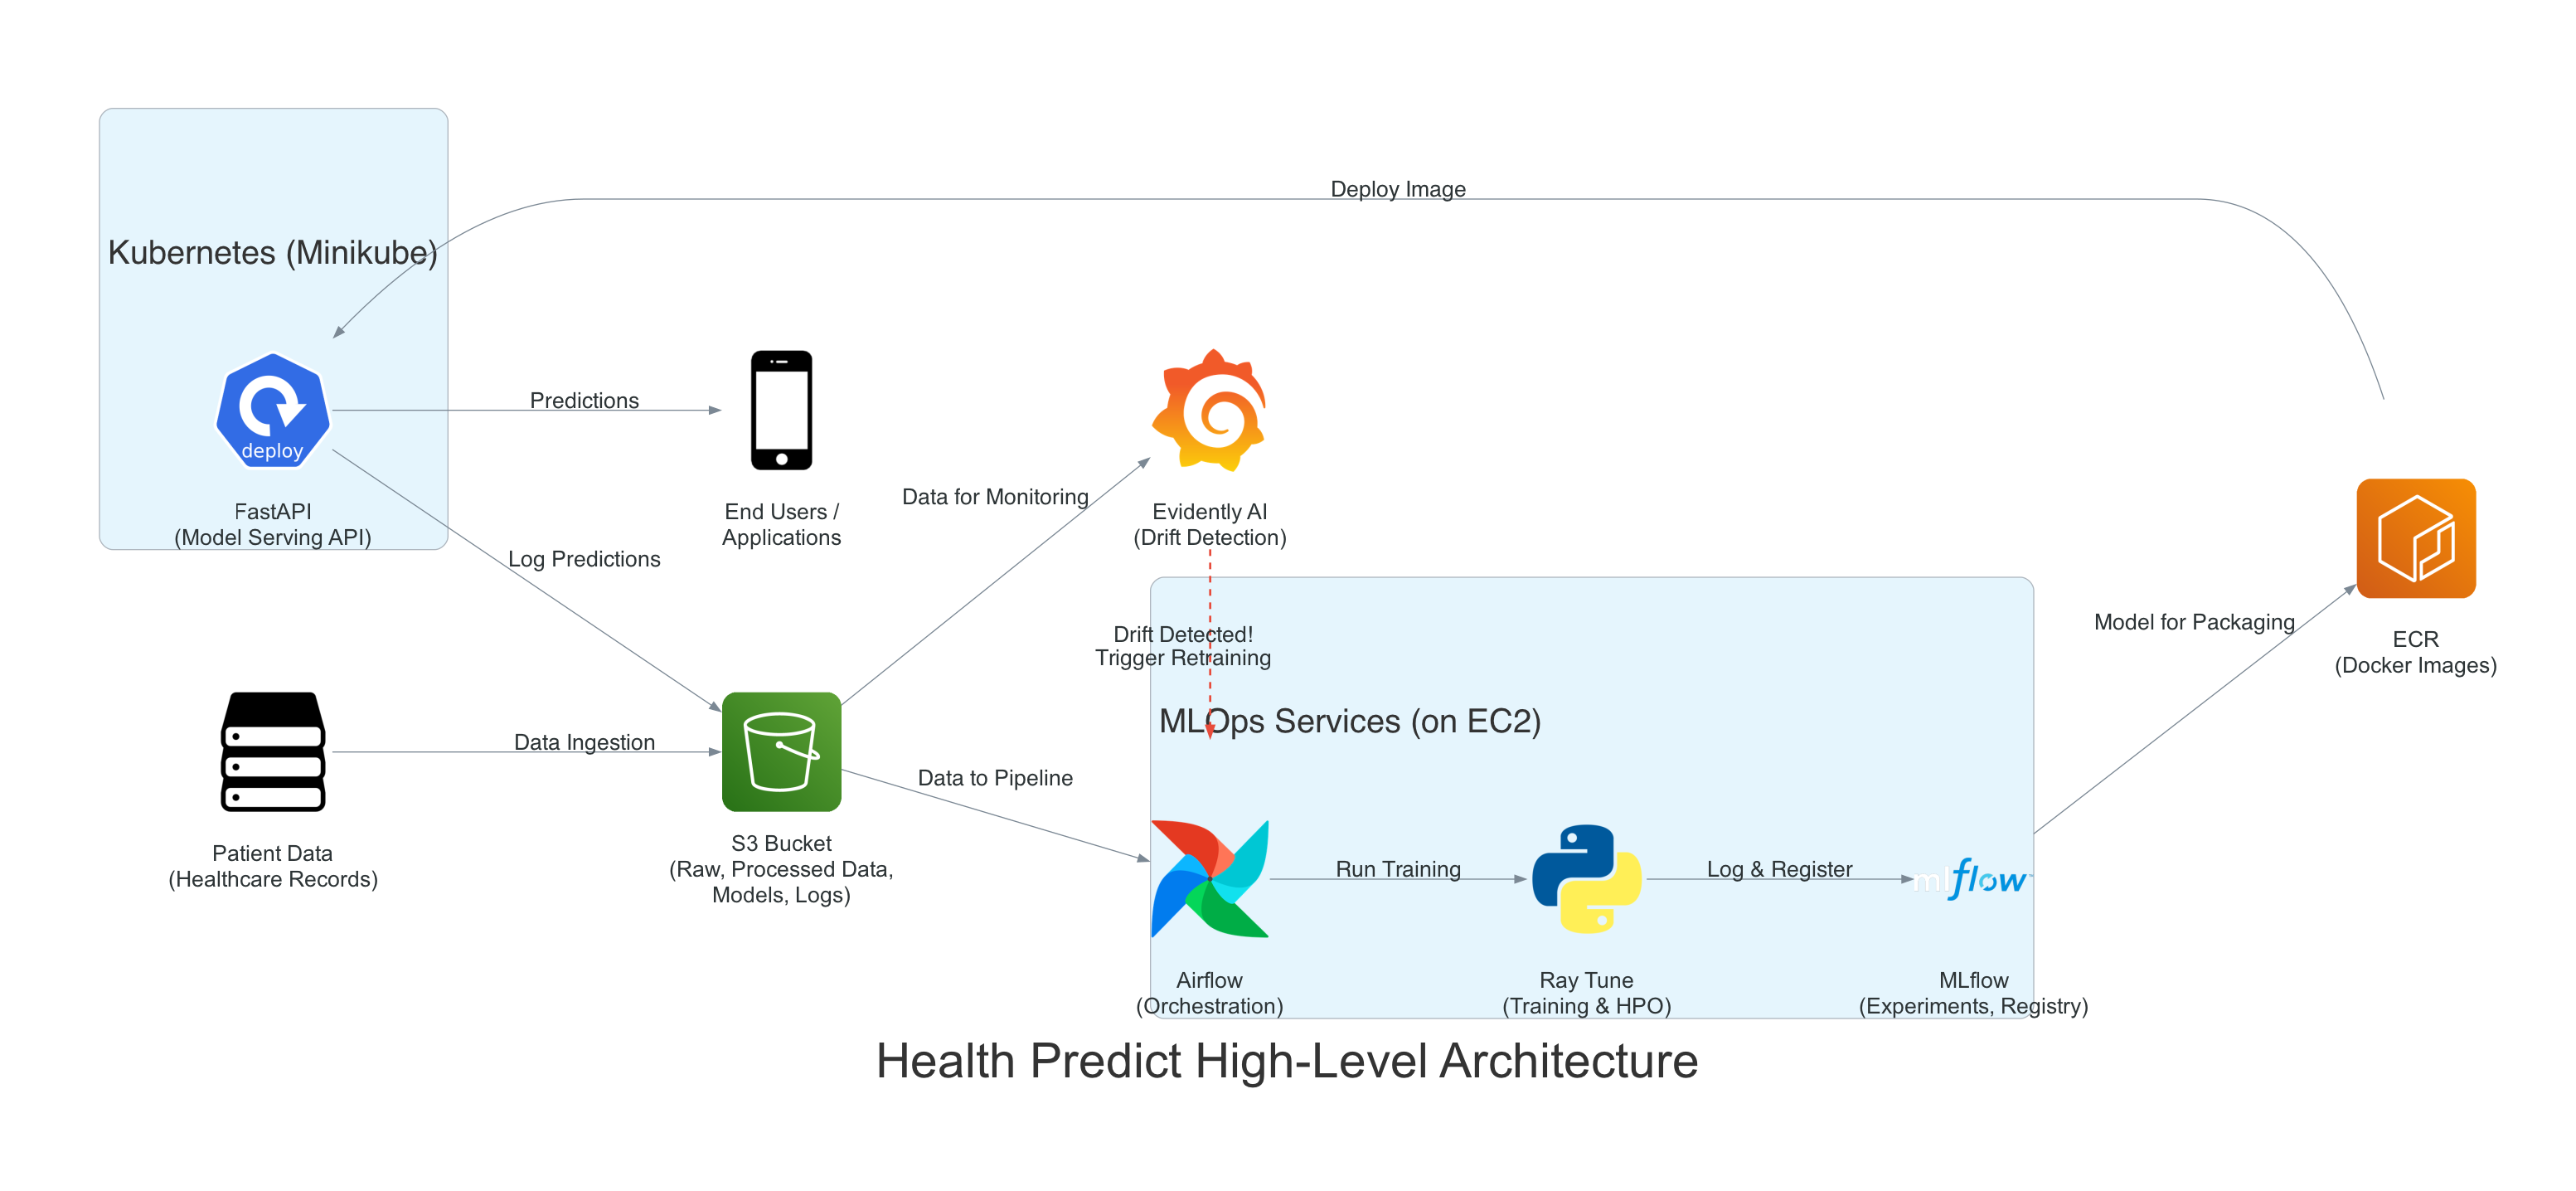 Deploy Image
Kubernetes (Minikube)
deploy
FastAPI
(Model Serving API)
Predictions
End Users /
Applications
Data for Monitoring
Evidently AI
(Drift Detection)
Log Predictions
Drift Detected!
Trigger Retraining
MLOps Services (on EC2)
Model for Packaging
ECR
(Docker Images)
Patient Data
(Healthcare Records)
Data Ingestion
S3 Bucket
(Raw, Processed Data,
Models, Logs)
Data to Pipeline
Airflow
(Orchestration)
Run Training
Ray Tune
(Training & HPO)
Log & Register
mlflow
MLflow
(Experiments, Registry)
Health Predict High-Level Architecture